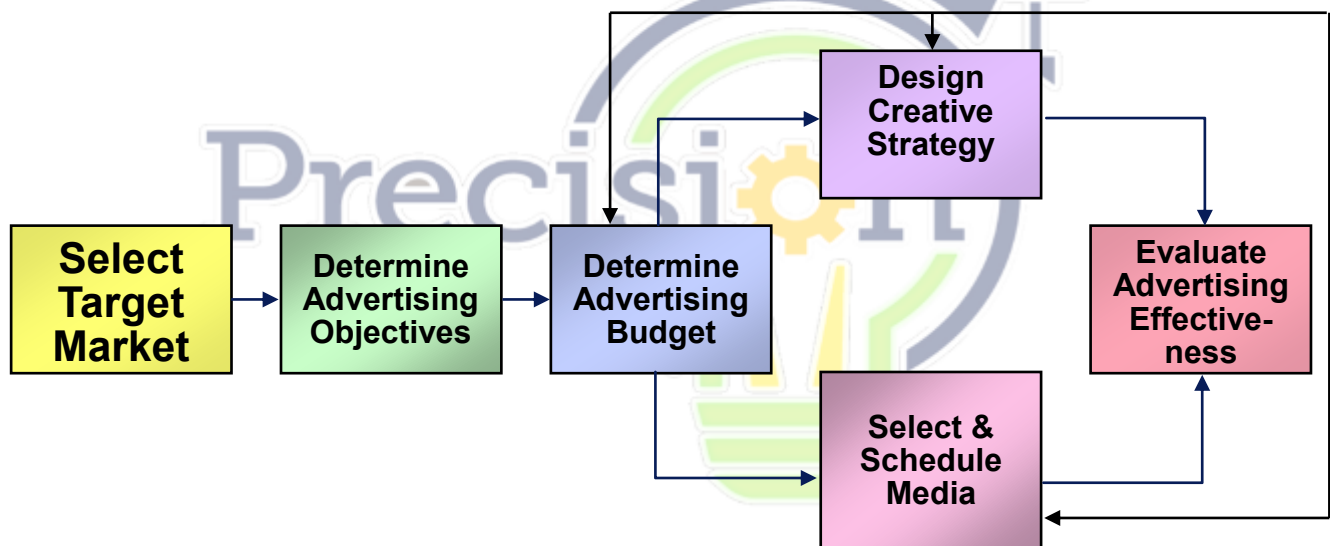 Precision
Select
Target
Market
Determine
Advertising
Objectives
Determine
Advertising
Budget
Design
Creative
Strategy
Select &
Schedule
Media
Evaluate
Advertising
Effective-
ness